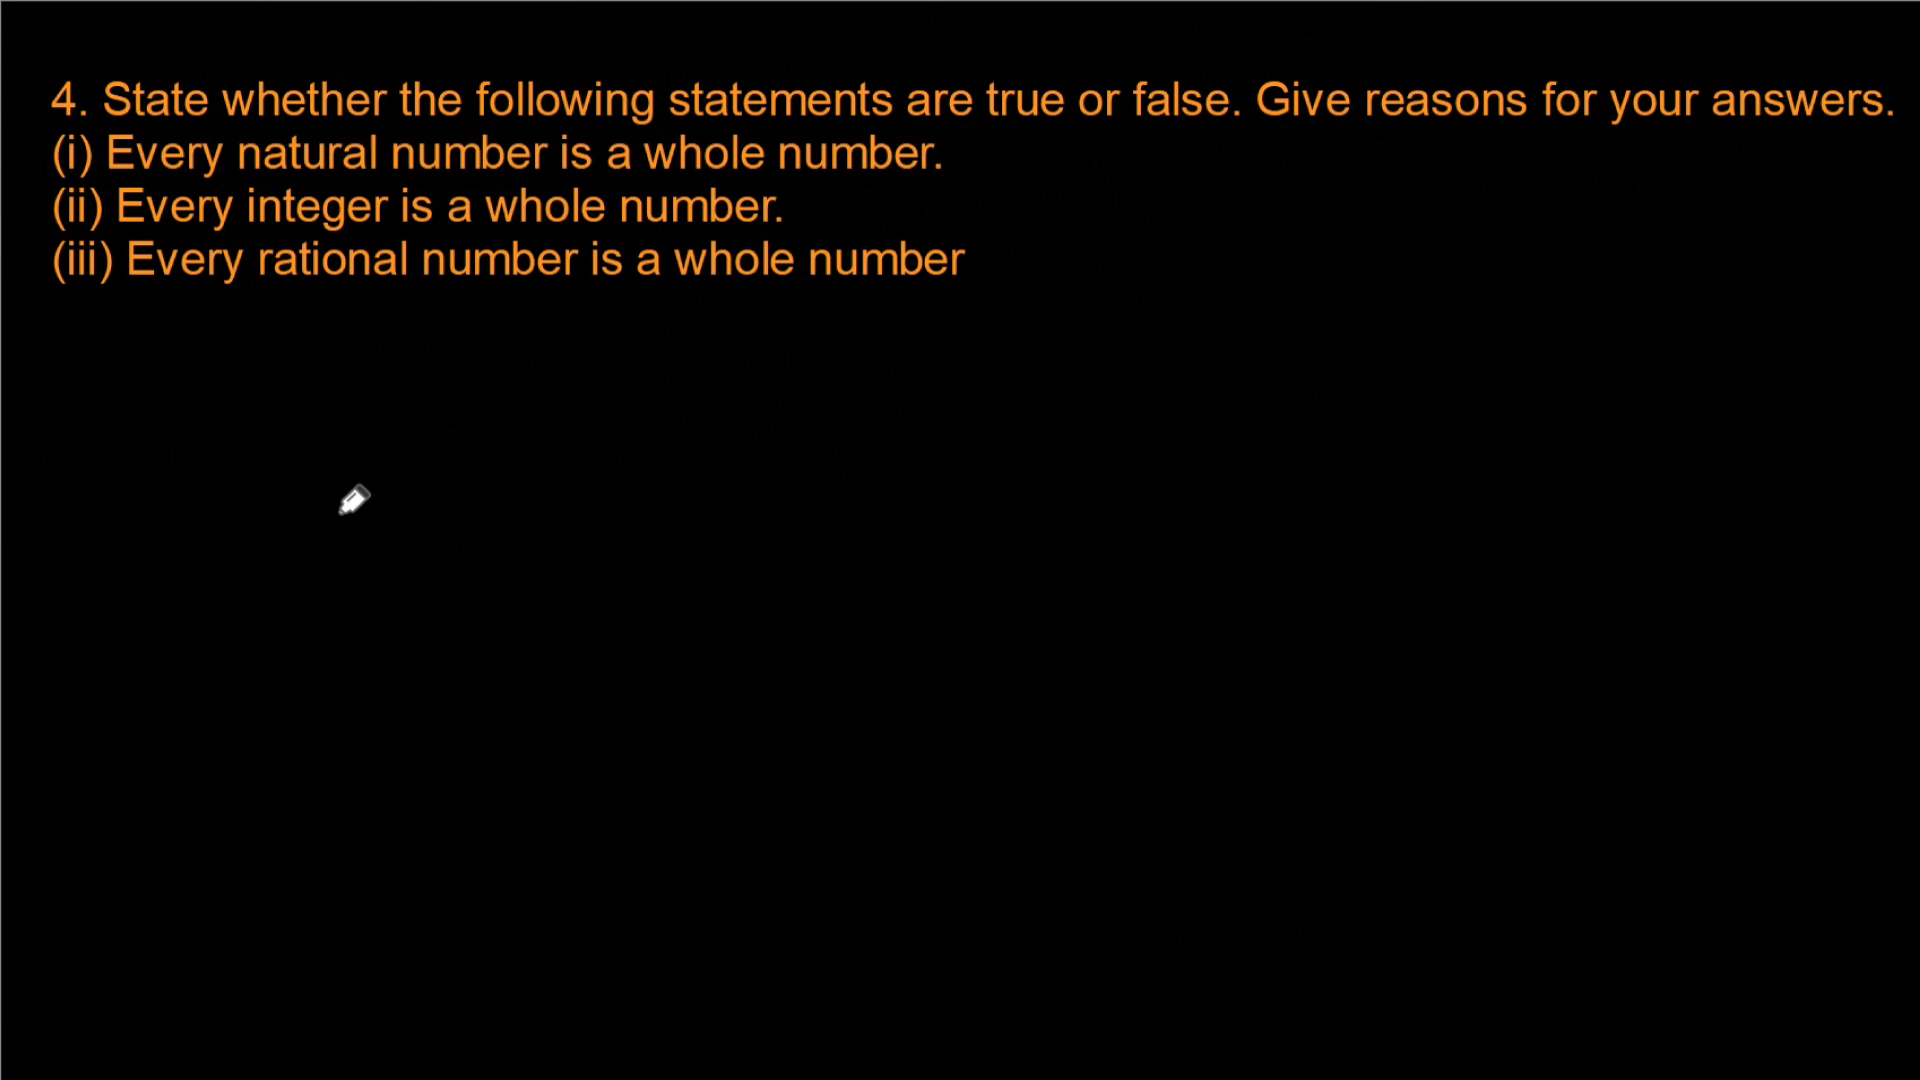 4. State whether the following statements are true or false. Give reasons for your answers.
(i) Every natural number is a whole number.
(ii) Every integer is a whole number.
(iii) Every rational number is a whole number